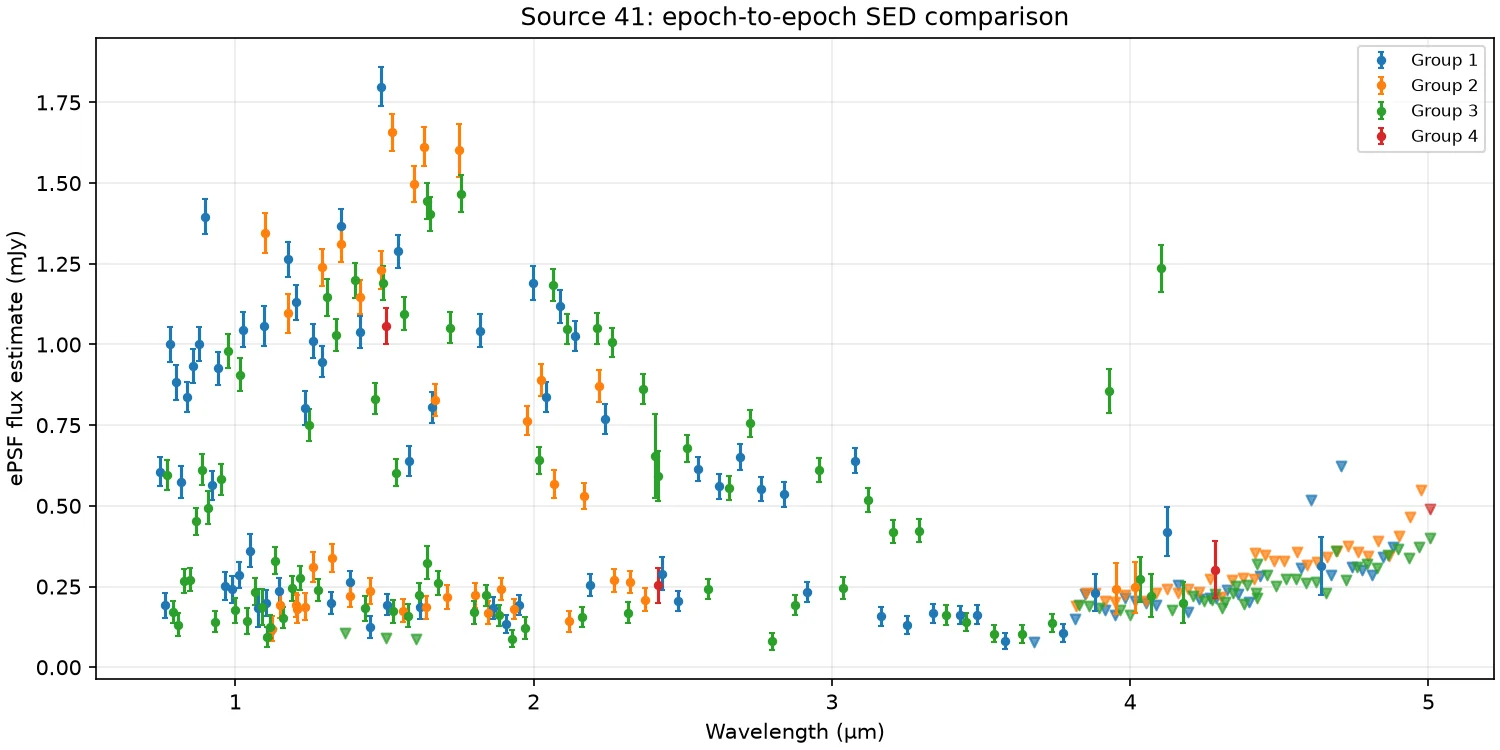 Source 41: epoch-to-epoch SED comparison
Group 1
Group 2
Group 3
Group 4
ePSF flux estimate (mJy)
1.75
1.50
1.25
1.00
0.75
0.50
0.25
0.00
1 2 3 4 5
Wavelength (μm)